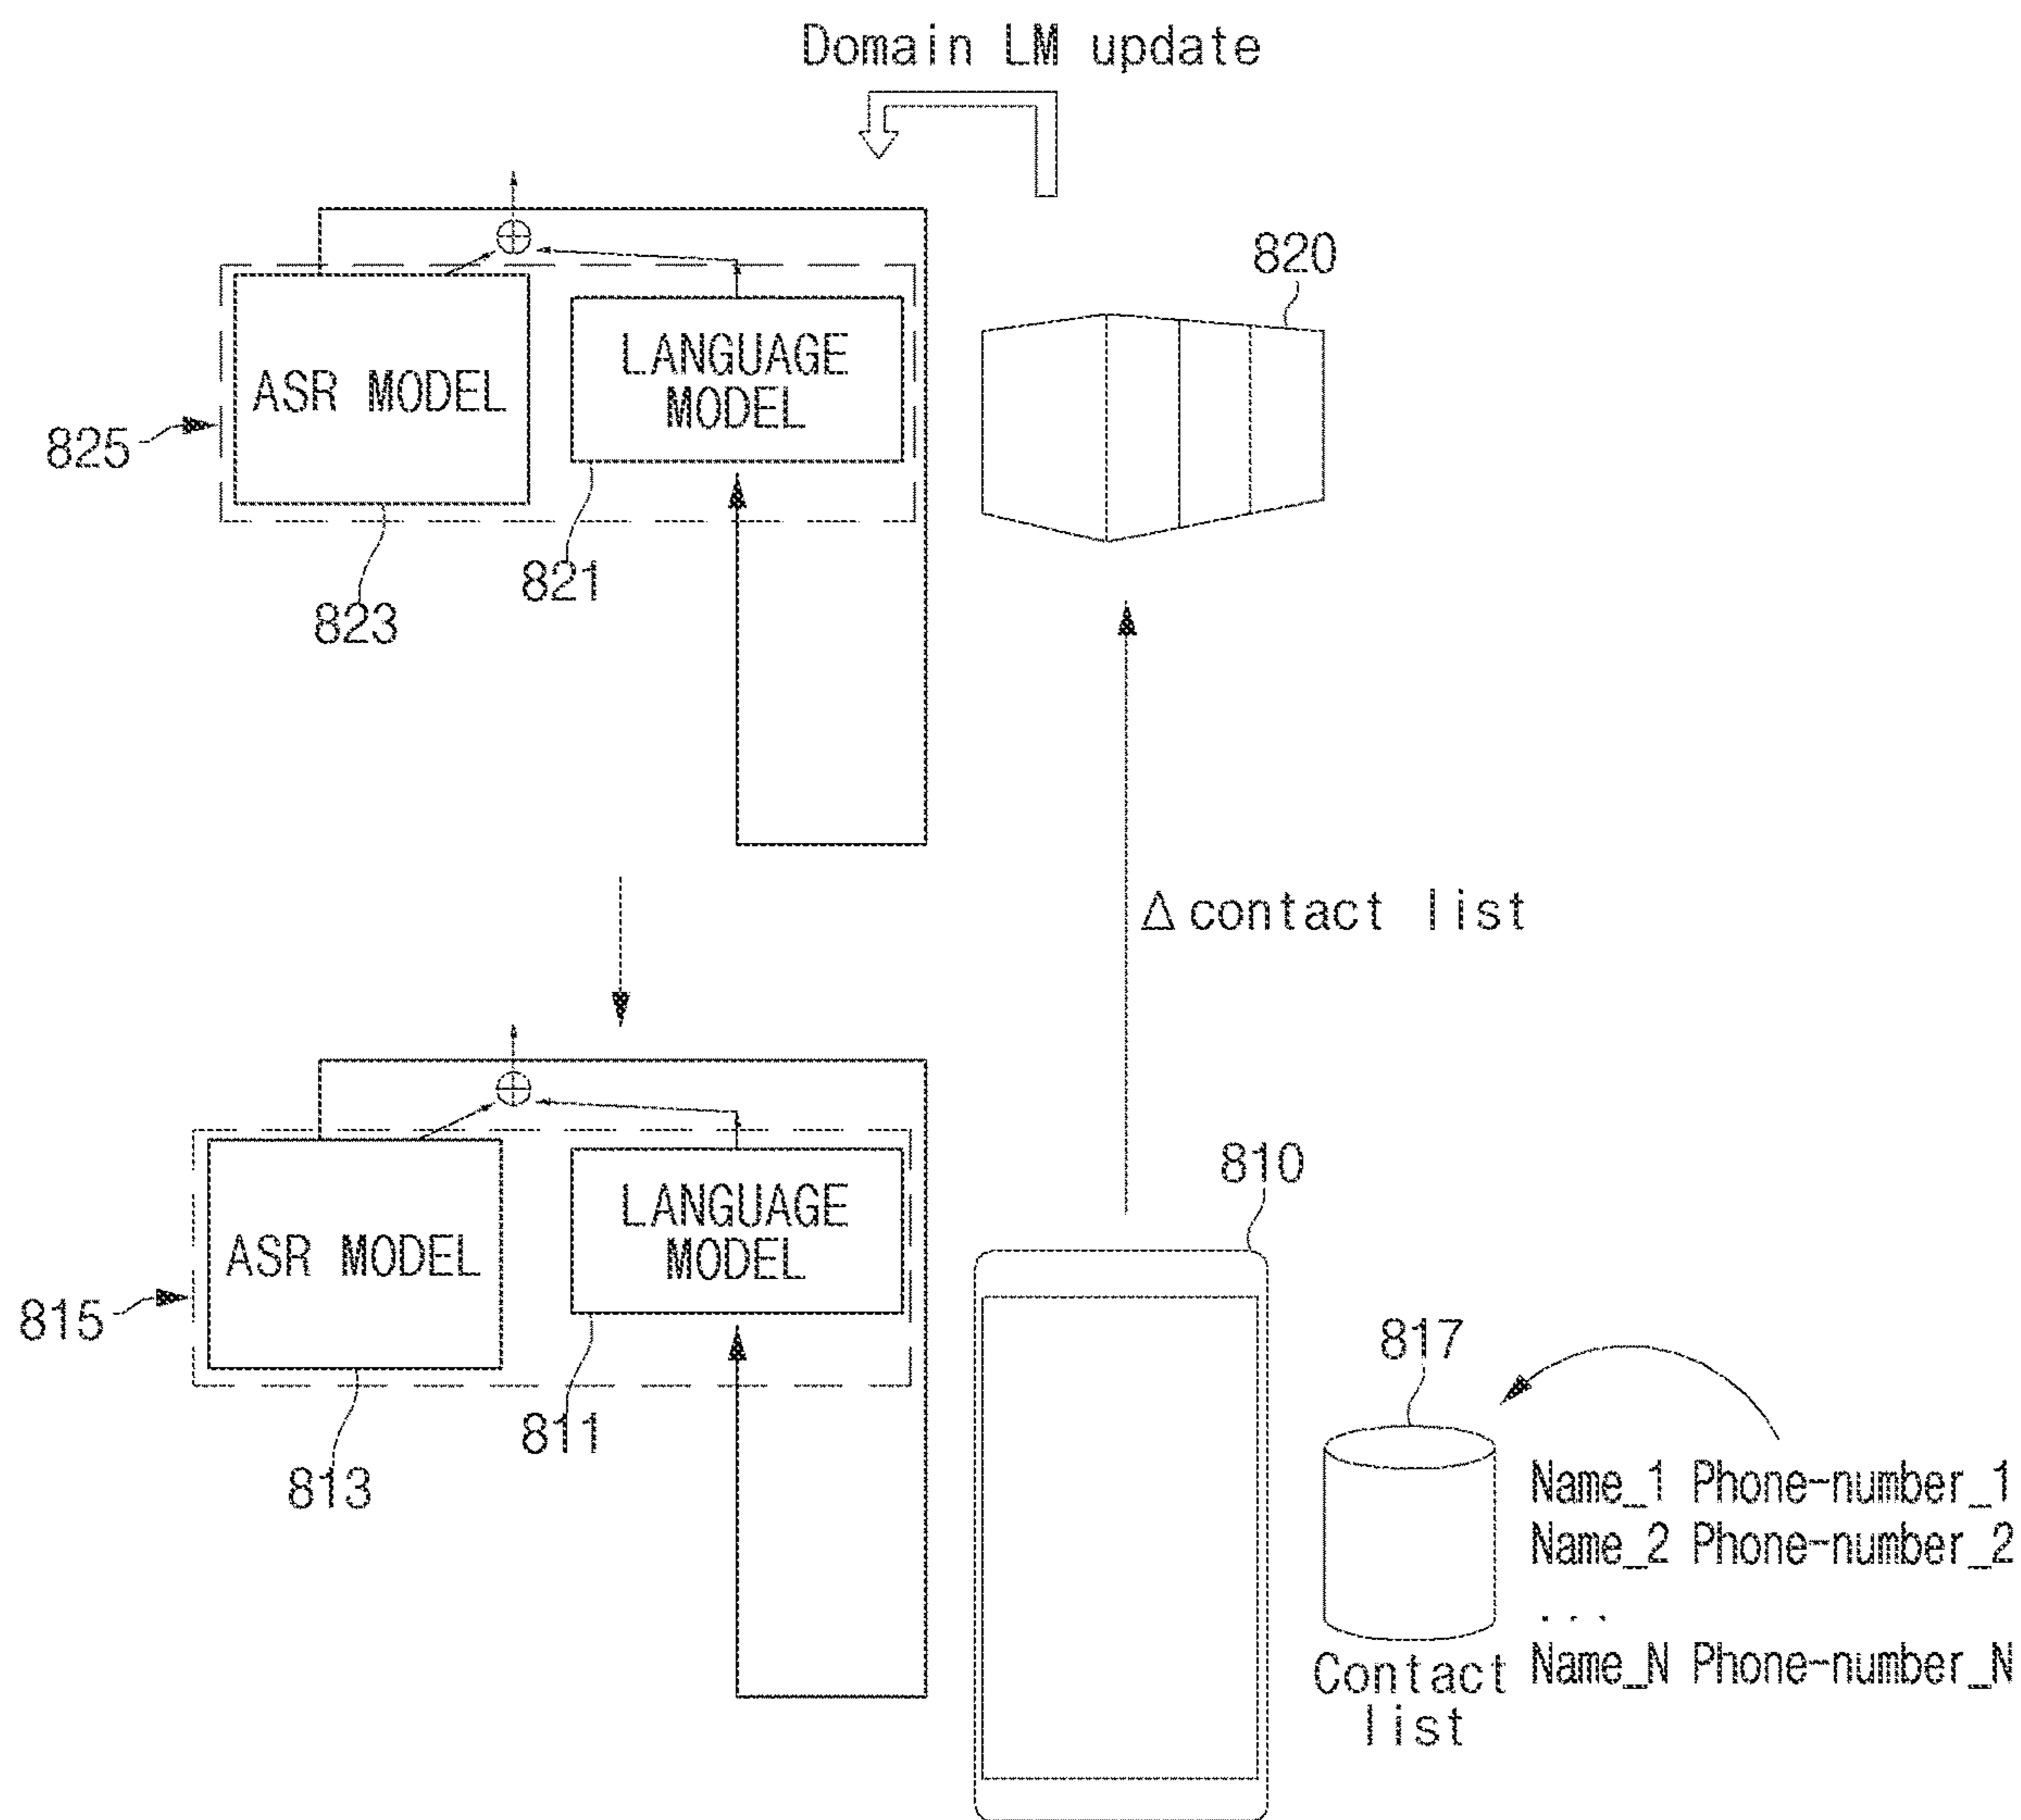 Domain LM update
820
ASR MODEL
LANGUAGE
MODEL
825
821
823
Δ contact list
810
ASR MODEL
LANGUAGE
MODEL
815
817
811
813
Name_1 Phone-number_1
Name_2 Phone-number_2
...
Name_N Phone-number_N
Contact
list